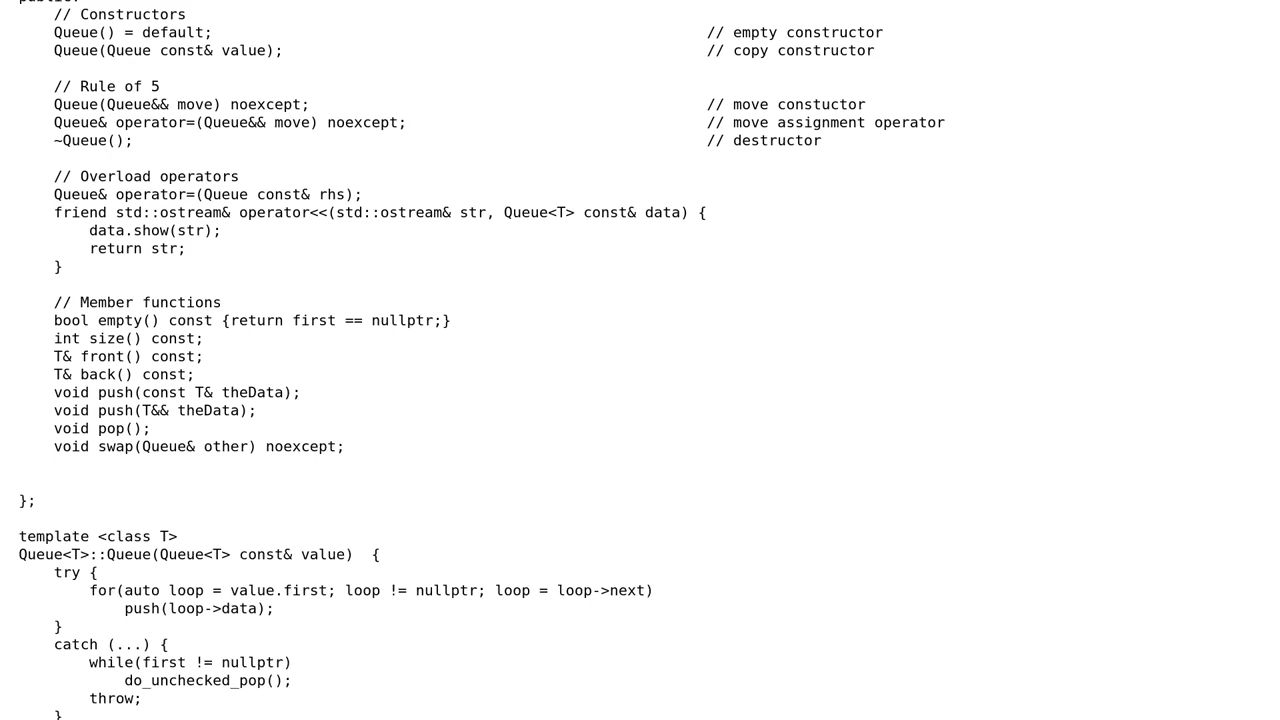 public:
    // Constructors
    Queue() = default;                                                        // empty constructor
    Queue(Queue const& value);                                                // copy constructor

    // Rule of 5
    Queue(Queue&& move) noexcept;                                             // move constuctor
    Queue& operator=(Queue&& move) noexcept;                                  // move assignment operator
    ~Queue();                                                                 // destructor

    // Overload operators
    Queue& operator=(Queue const& rhs);
    friend std::ostream& operator<<(std::ostream& str, Queue<T> const& data) {
        data.show(str);
        return str;
    }

    // Member functions
    bool empty() const {return first == nullptr;}
    int size() const;
    T& front() const;
    T& back() const;
    void push(const T& theData);
    void push(T&& theData);
    void pop();
    void swap(Queue& other) noexcept;


};

template <class T>
Queue<T>::Queue(Queue<T> const& value)  {
    try {
        for(auto loop = value.first; loop != nullptr; loop = loop->next)
            push(loop->data);
    }
    catch (...) {
        while(first != nullptr)
            do_unchecked_pop();
        throw;
    }